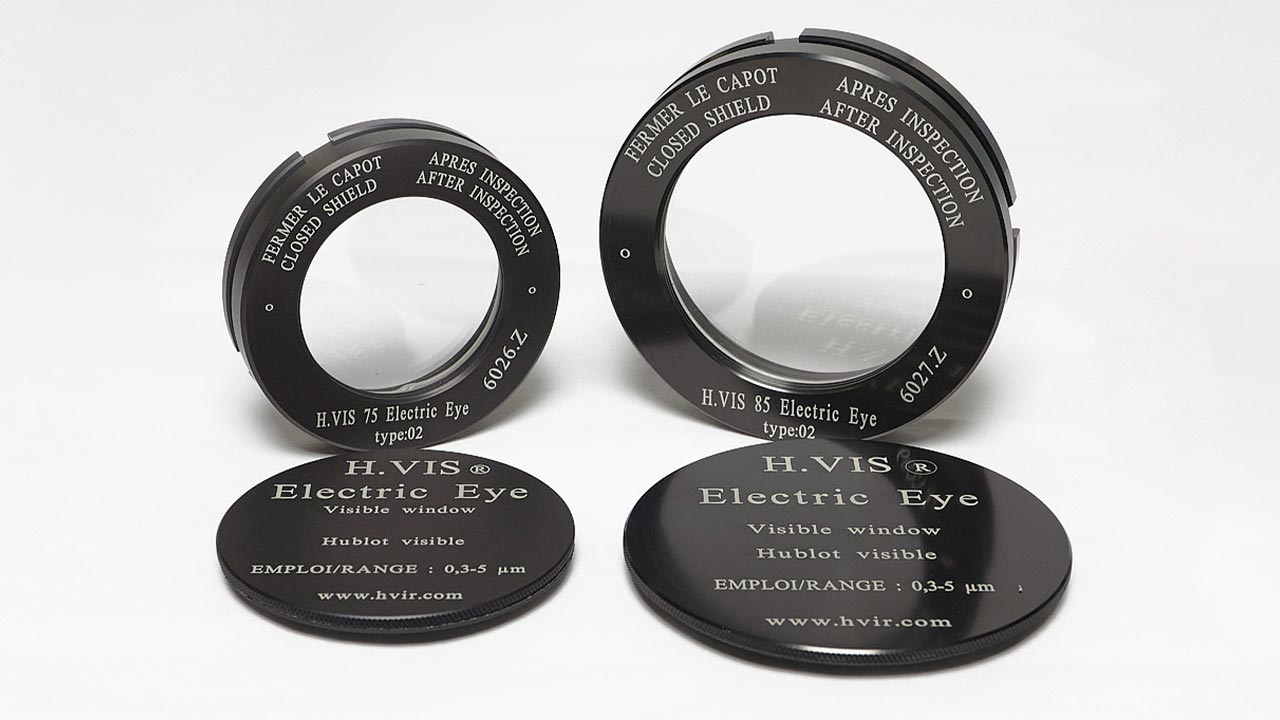 FERMER LE CAPOT
CLOSED SHIELD
APRES INSPECTION
AFTER INSPECTION
o
o
6026.Z
H.VIS 75 Electric Eye
type:02
FERMER LE CAPOT
CLOSED SHIELD
APRES INSPECTION
AFTER INSPECTION
o
o
6027.Z
H.VIS 85 Electric Eye
type:02
H.VIS ®
Electric Eye
Visible window
Hublot visible
EMPLOI/RANGE : 0,3-5 µm
www.hvir.com
H.VIS ®
Electric Eye
Visible window
Hublot visible
EMPLOI/RANGE : 0,3-5 µm
www.hvir.com